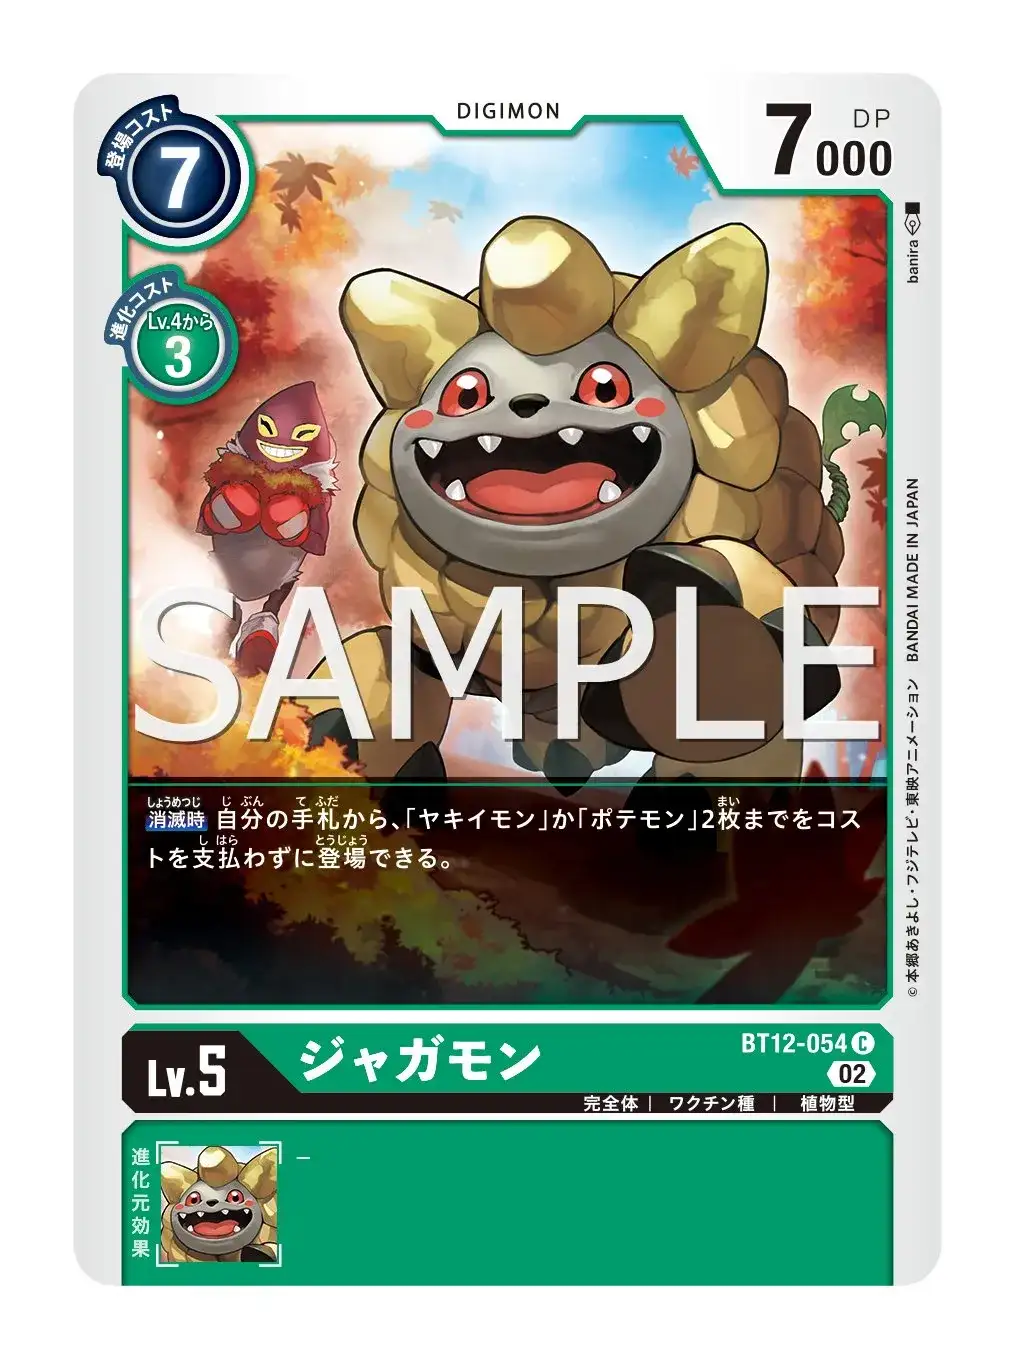 DIGIMON
登場コスト
7
7000
DP
進化コスト
Lv.4から
3
banira
BANDAI MADE IN JAPAN
©本郷あきよし・フジテレビ・東映アニメーション
SAMPLE
しょうめつじ じ ぶん て ふだ まい
消滅時 自分の手札から、「ヤキイモン」か「ポテモン」2枚までをコス
し はら とうじょう
トを支払わずに登場できる。
Lv.5
ジャガモン
BT12-054 C
02
完全体 | ワクチン種 | 植物型
進化元効果
–